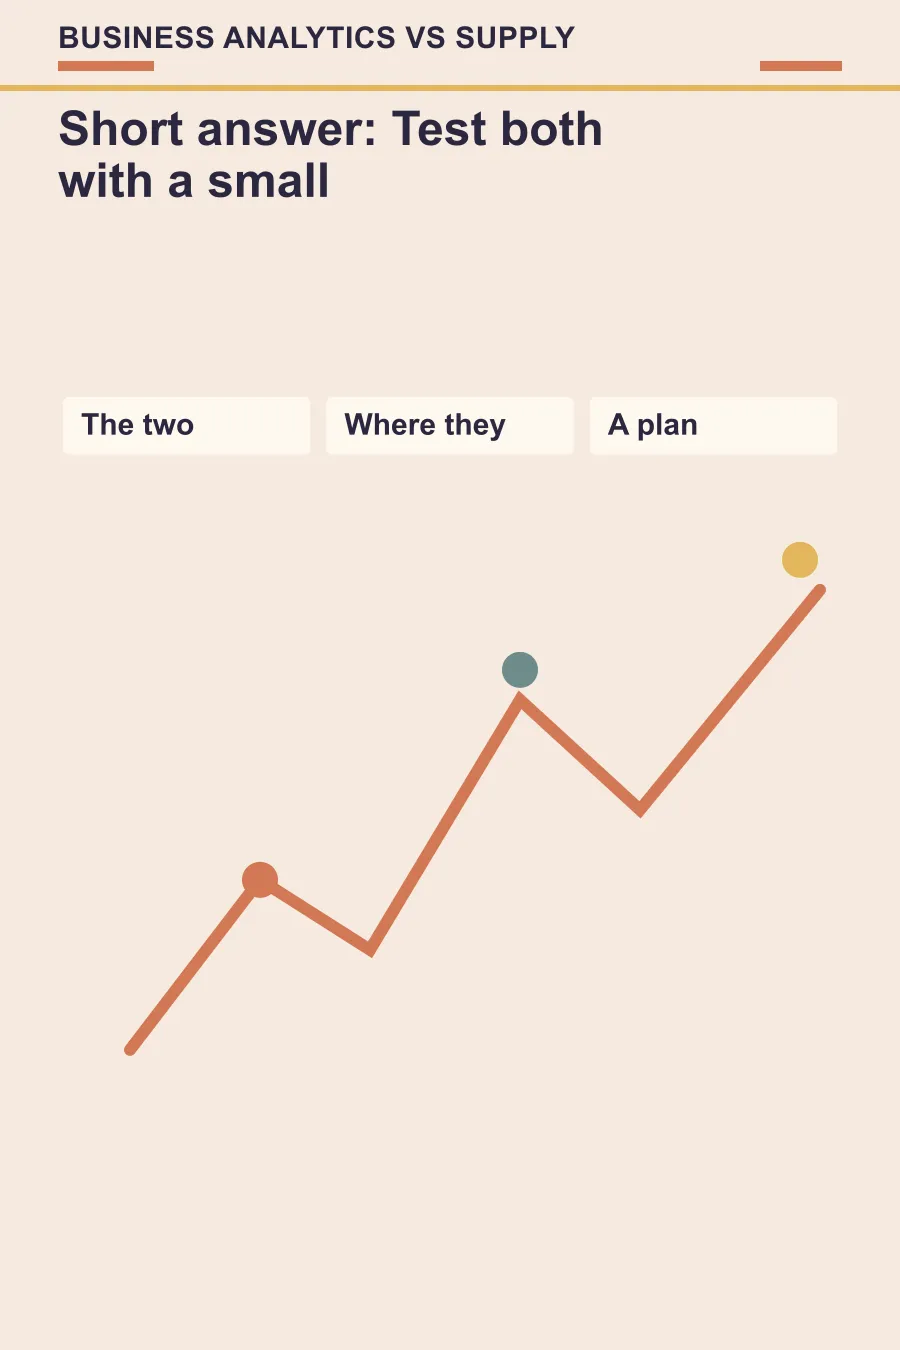 BUSINESS ANALYTICS VS SUPPLY
Short answer: Test both
with a small
The two
Where they
A plan